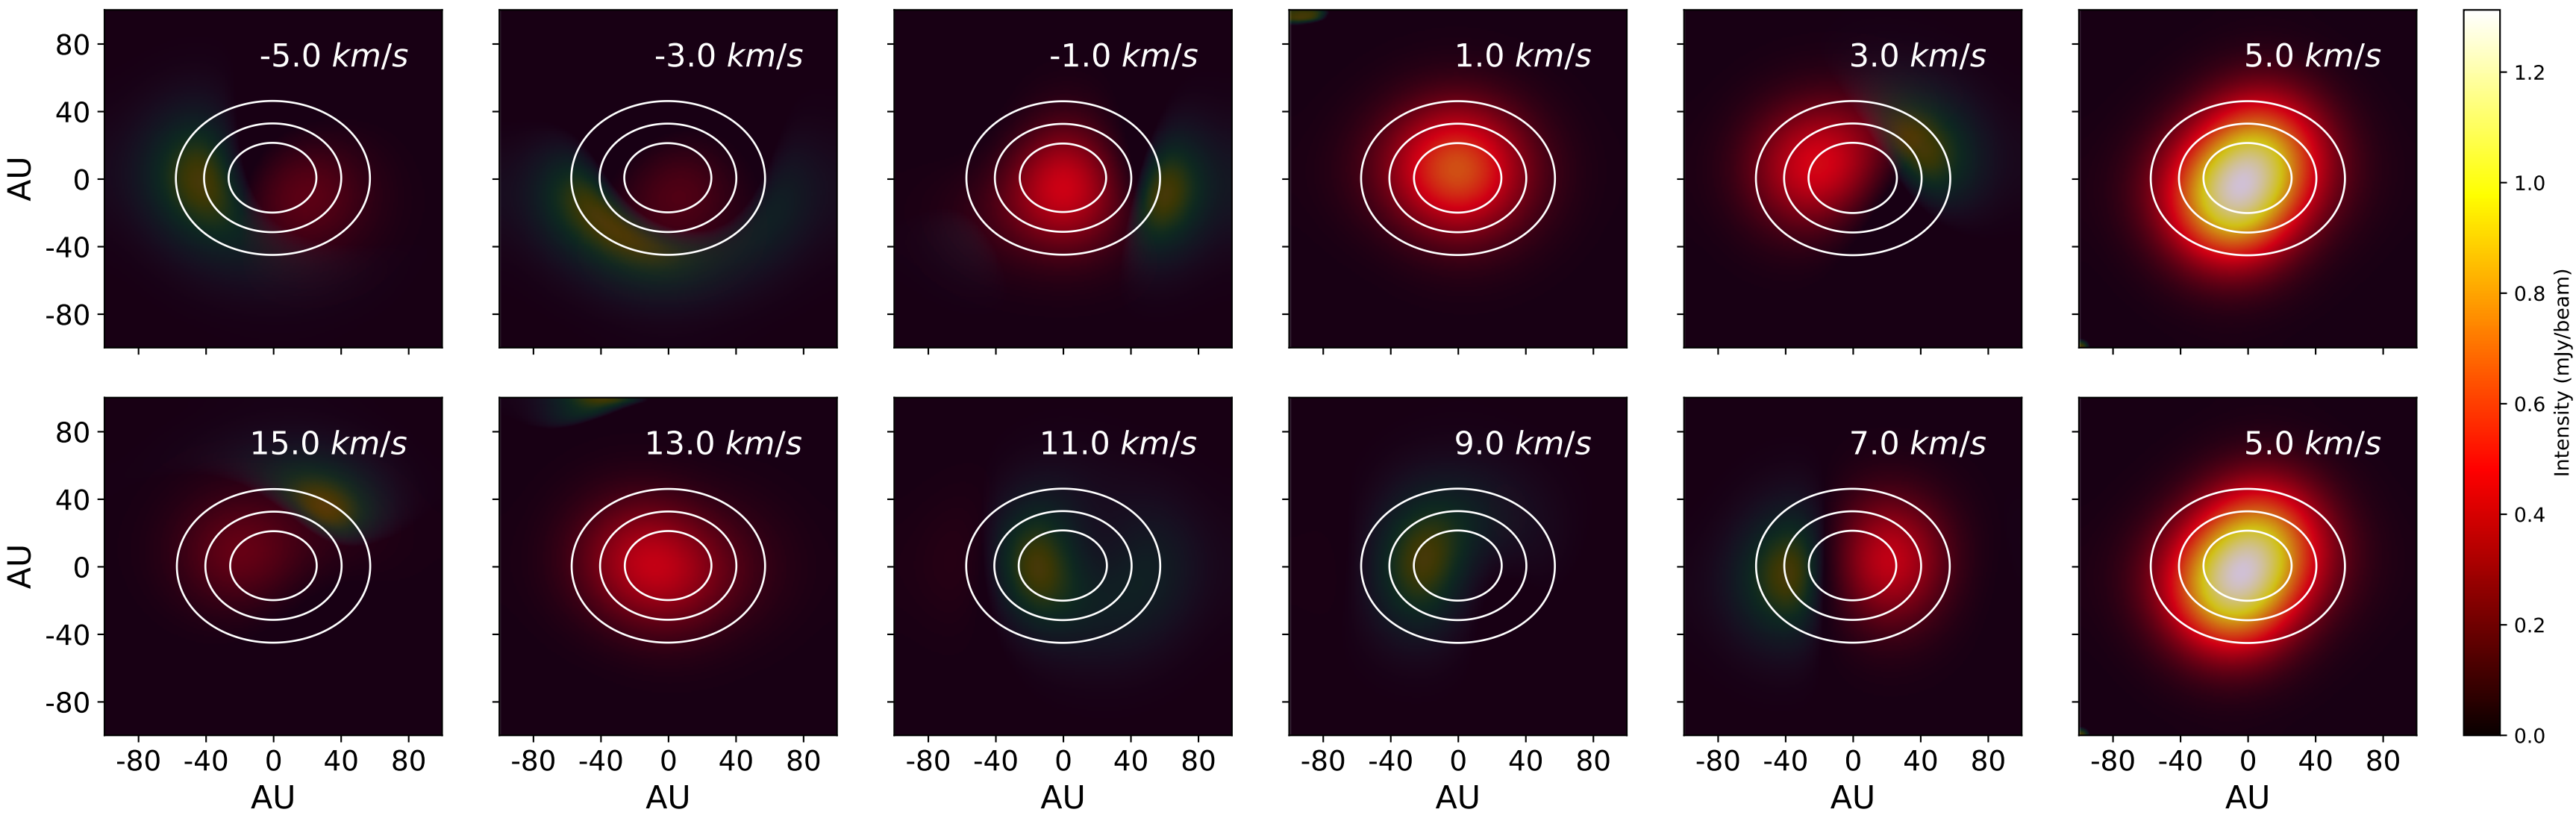 -5.0 km/s
-3.0 km/s
-1.0 km/s
1.0 km/s
3.0 km/s
5.0 km/s
80
40
0
-40
-80
AU
15.0 km/s
13.0 km/s
11.0 km/s
9.0 km/s
7.0 km/s
5.0 km/s
80
40
0
-40
-80
AU
-80 -40 0 40 80
-80 -40 0 40 80
-80 -40 0 40 80
-80 -40 0 40 80
-80 -40 0 40 80
-80 -40 0 40 80
AU
AU
AU
AU
AU
AU
1.2
1.0
0.8
0.6
0.4
0.2
0.0
Intensity (mJy/beam)